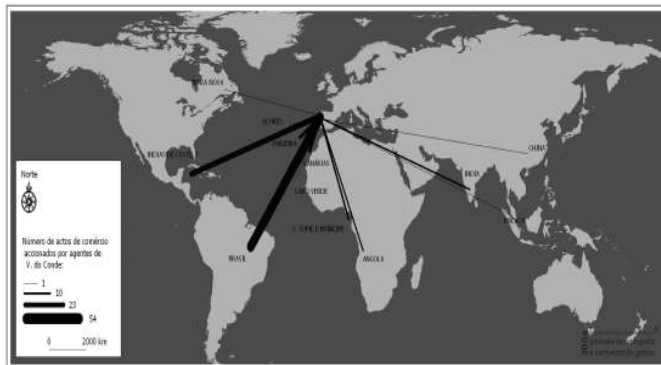 TERRA NOVA
AÇORES
MADEIRA
ÍNDIAS DE CASTELA
CANÁRIAS
CABO VERDE
S. TOMÉ E PRÍNCIPE
BRASIL
ANGOLA
ÍNDIA
CHINA
Norte
Número de actos de comércio
accionados por agentes de
V. do Conde:
1
10
23
54
0 2000 km